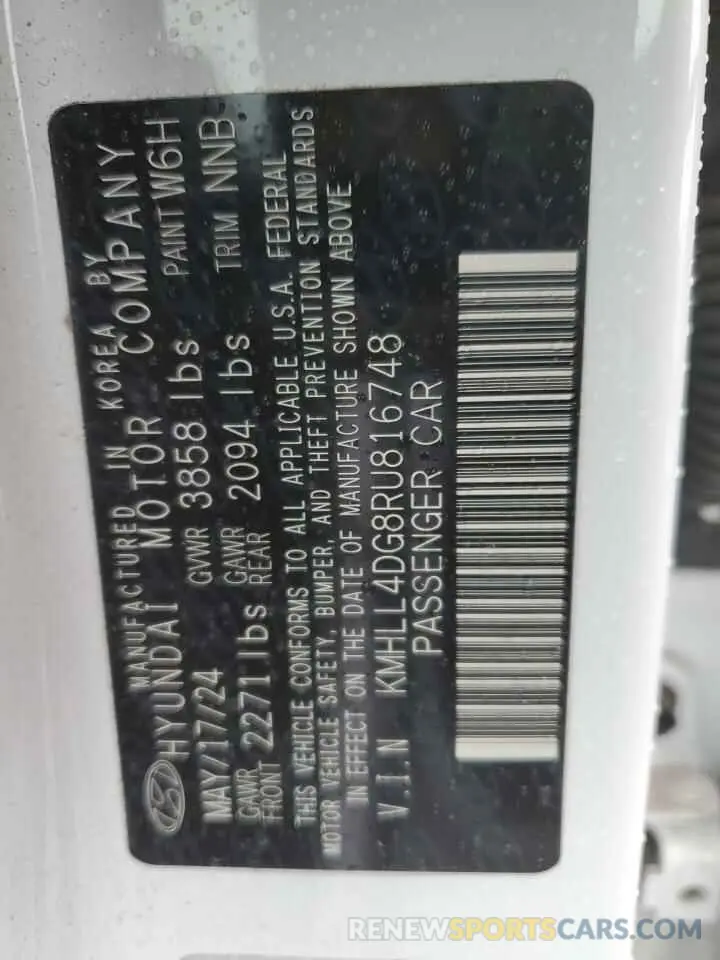 MANUFACTURED IN KOREA BY
HYUNDAI MOTOR COMPANY
MAY/17/24 GVWR 3858 lbs PAINT W6H
GAWR FRONT 2271 lbs GAWR REAR 2094 lbs TRIM NNB
THIS VEHICLE CONFORMS TO ALL APPLICABLE U.S.A. FEDERAL
MOTOR VEHICLE SAFETY, BUMPER, AND THEFT PREVENTION STANDARDS
IN EFFECT ON THE DATE OF MANUFACTURE SHOWN ABOVE
V.I.N KMHLL4DG8RU816748
PASSENGER CAR
RENEWSPORTSCARS.COM